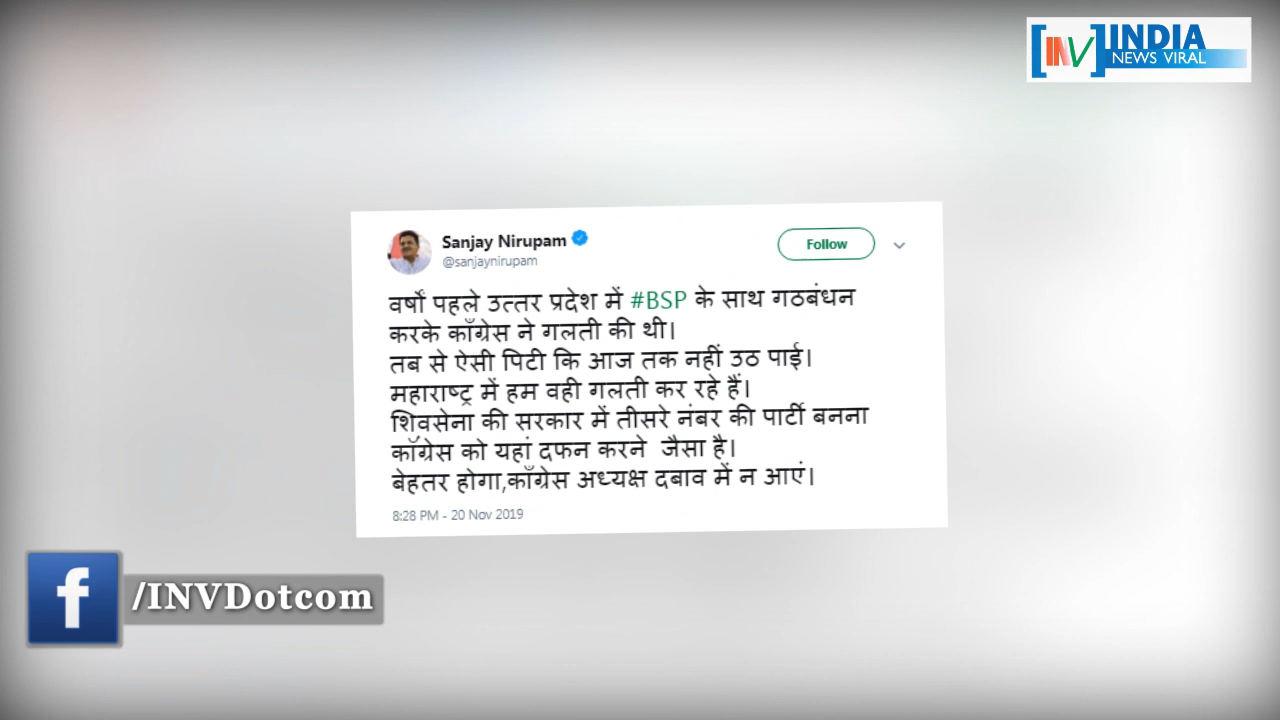 [INV] INDIA
NEWS VIRAL
Sanjay Nirupam
@sanjaynirupam
Follow
वर्षों पहले उत्तर प्रदेश में #BSP के साथ गठबंधन
करके काँग्रेस ने गलती की थी।
तब से ऐसी पिटी कि आज तक नहीं उठ पाई।
महाराष्ट्र में हम वही गलती कर रहे हैं।
शिवसेना की सरकार में तीसरे नंबर की पार्टी बनना
काँग्रेस को यहां दफन करने जैसा है।
बेहतर होगा,काँग्रेस अध्यक्ष दबाव में न आएं।
8:28 PM - 20 Nov 2019
f /INVDotcom